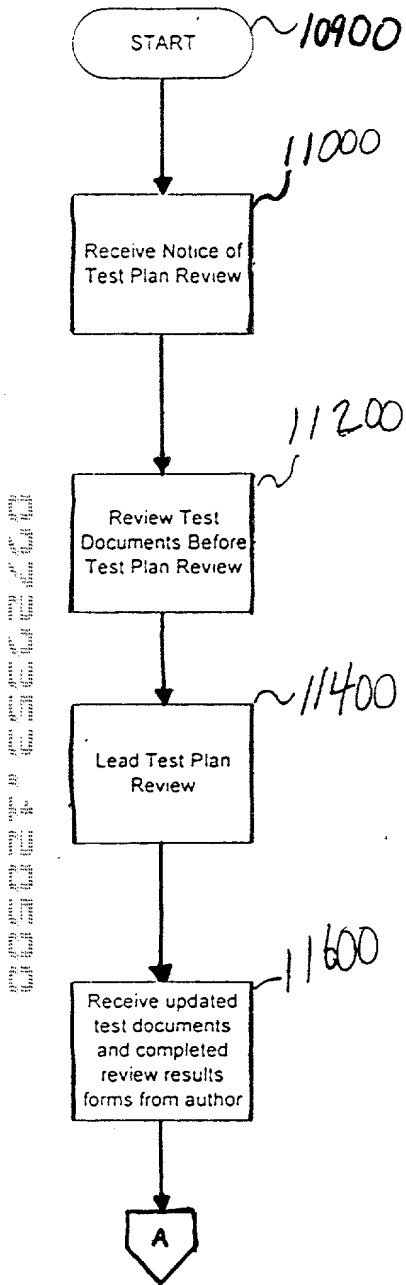 START
10900
11000
Receive Notice of
Test Plan Review
11200
Review Test
Documents Before
Test Plan Review
11400
Lead Test Plan
Review
11600
Receive updated
test documents
and completed
review results
forms from author
A